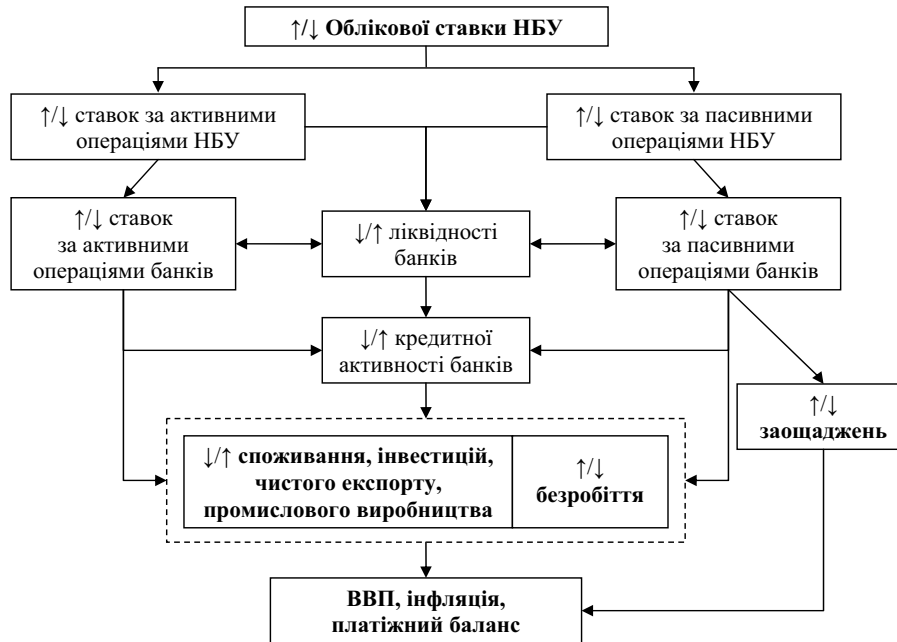 ↑/↓ Облікової ставки НБУ
↑/↓ ставок за активними
операціями НБУ
↑/↓ ставок за пасивними
операціями НБУ
↑/↓ ставок
за активними
операціями банків
↓/↑ ліквідності
банків
↑/↓ ставок
за пасивними
операціями банків
↓/↑ кредитної
активності банків
↑/↓
заощаджень
↓/↑ споживання, інвестицій,
чистого експорту,
промислового виробництва
↑/↓
безробіття
ВВП, інфляція,
платіжний баланс